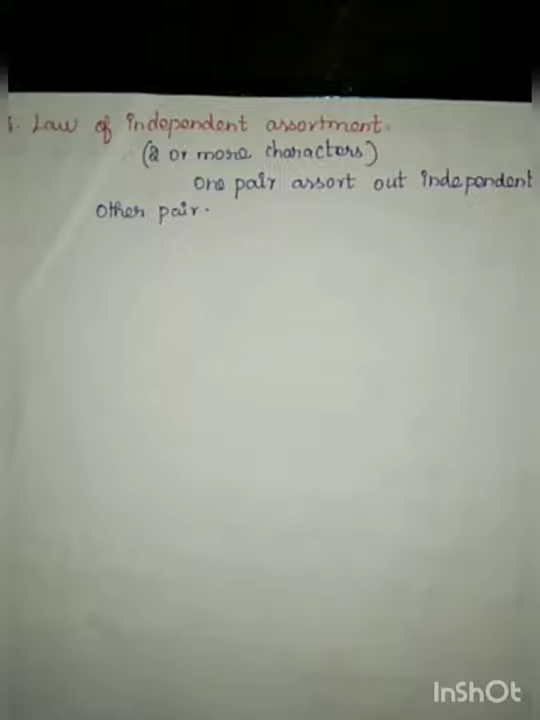 Law of independent assortment.
(2 or more characters)
one pair assort out independent
other pair.
InShOt